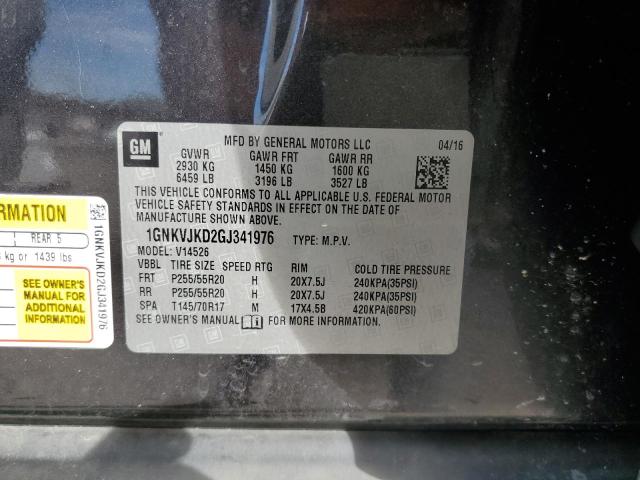 GM
MFD BY GENERAL MOTORS LLC 04/16
GVWR GAWR FRT GAWR RR
2930 KG 1450 KG 1600 KG
6459 LB 3196 LB 3527 LB
THIS VEHICLE CONFORMS TO ALL APPLICABLE U.S. FEDERAL MOTOR
VEHICLE SAFETY STANDARDS IN EFFECT ON THE DATE OF
MANUFACTURE SHOWN ABOVE.
1GNKVJKD2GJ341976 TYPE: M.P.V.
MODEL: V14526
VBBL TIRE SIZE SPEED RTG RIM COLD TIRE PRESSURE
FRT P255/55R20 H 20X7.5J 240KPA(35PSI)
RR P255/55R20 H 20X7.5J 240KPA(35PSI)
SPA T145/70R17 M 17X4.5B 420KPA(60PSI)
SEE OWNER'S MANUAL FOR MORE INFORMATION.
REAR 5
kg or 1439 lbs
SEE OWNER'S
MANUAL FOR
ADDITIONAL
INFORMATION
1GNKVJKD2GJ341976